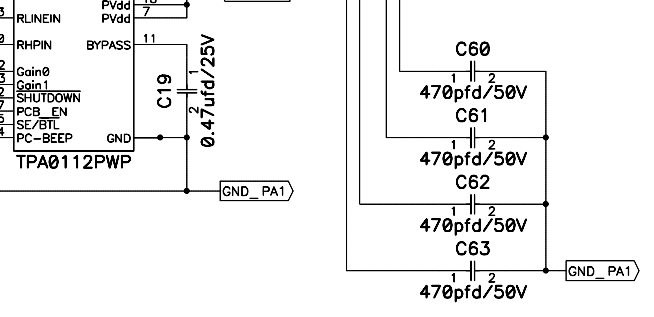 PVdd
RLINEIN PVdd 7
RHPIN BYPASS 11
Gain0
Gain1
SHUTDOWN
PCB_EN
SE/BTL
PC-BEEP GND
TPA0112PWP
1
C19
2
0.47ufd/25V
GND_PA1
C60
1 2
470pfd/50V
C61
1 2
470pfd/50V
C62
1 2
470pfd/50V
C63
1 2
470pfd/50V
GND_PA1